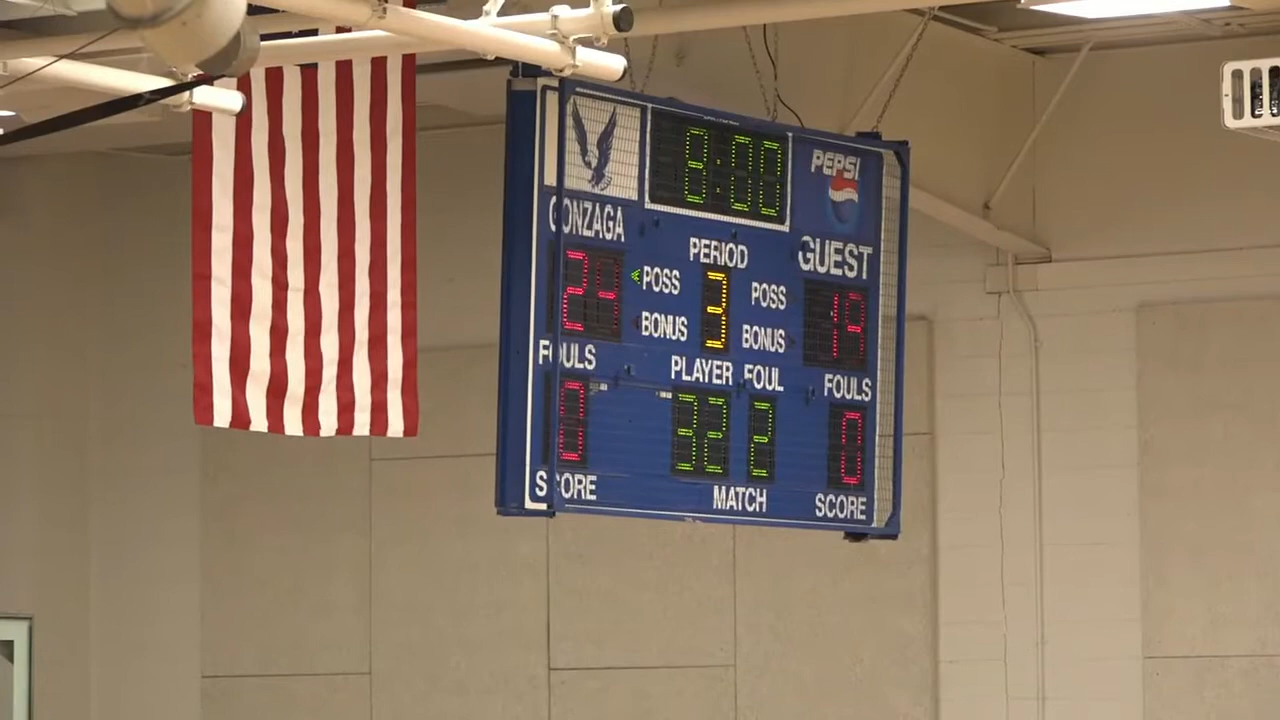 8:00
PEPSI
GONZAGA
GUEST
PERIOD
29
POSS
3
POSS
19
BONUS
BONUS
FOULS
PLAYER FOUL
FOULS
0
32 2
0
SCORE
MATCH
SCORE